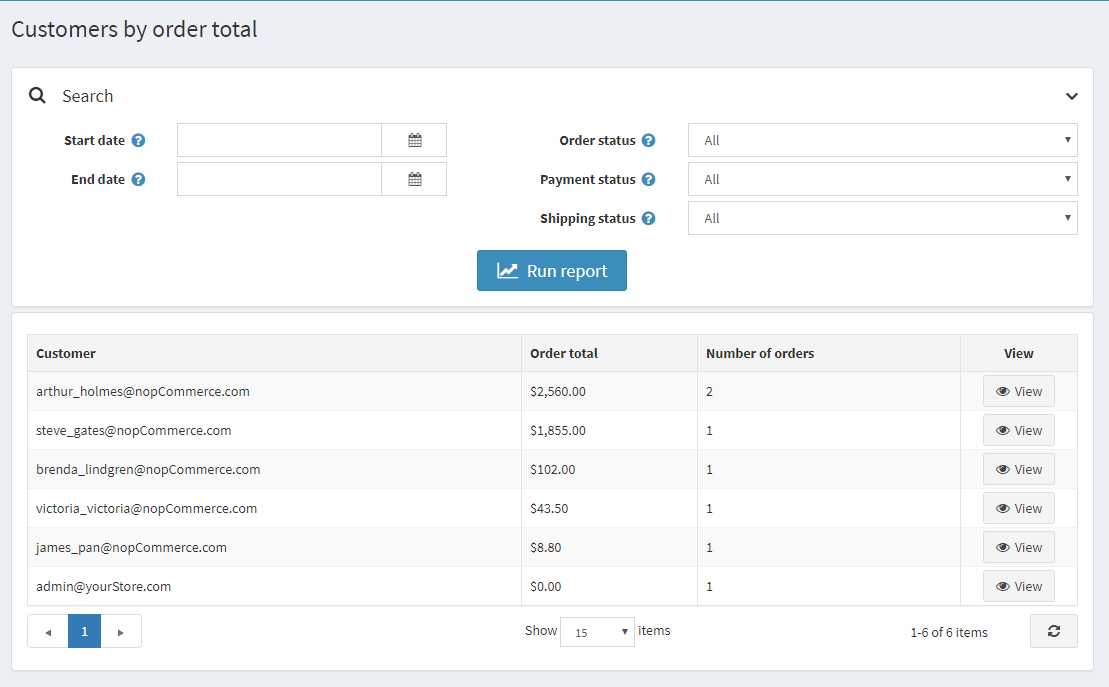 Customers by order total
Search
Start date ?
Order status ? All
End date ?
Payment status ? All
Shipping status ? All
Run report
Customer Order total Number of orders View
arthur_holmes@nopCommerce.com $2,560.00 2 View
steve_gates@nopCommerce.com $1,855.00 1 View
brenda_lindgren@nopCommerce.com $102.00 1 View
victoria_victoria@nopCommerce.com $43.50 1 View
james_pan@nopCommerce.com $8.80 1 View
admin@yourStore.com $0.00 1 View
1 Show 15 items 1-6 of 6 items